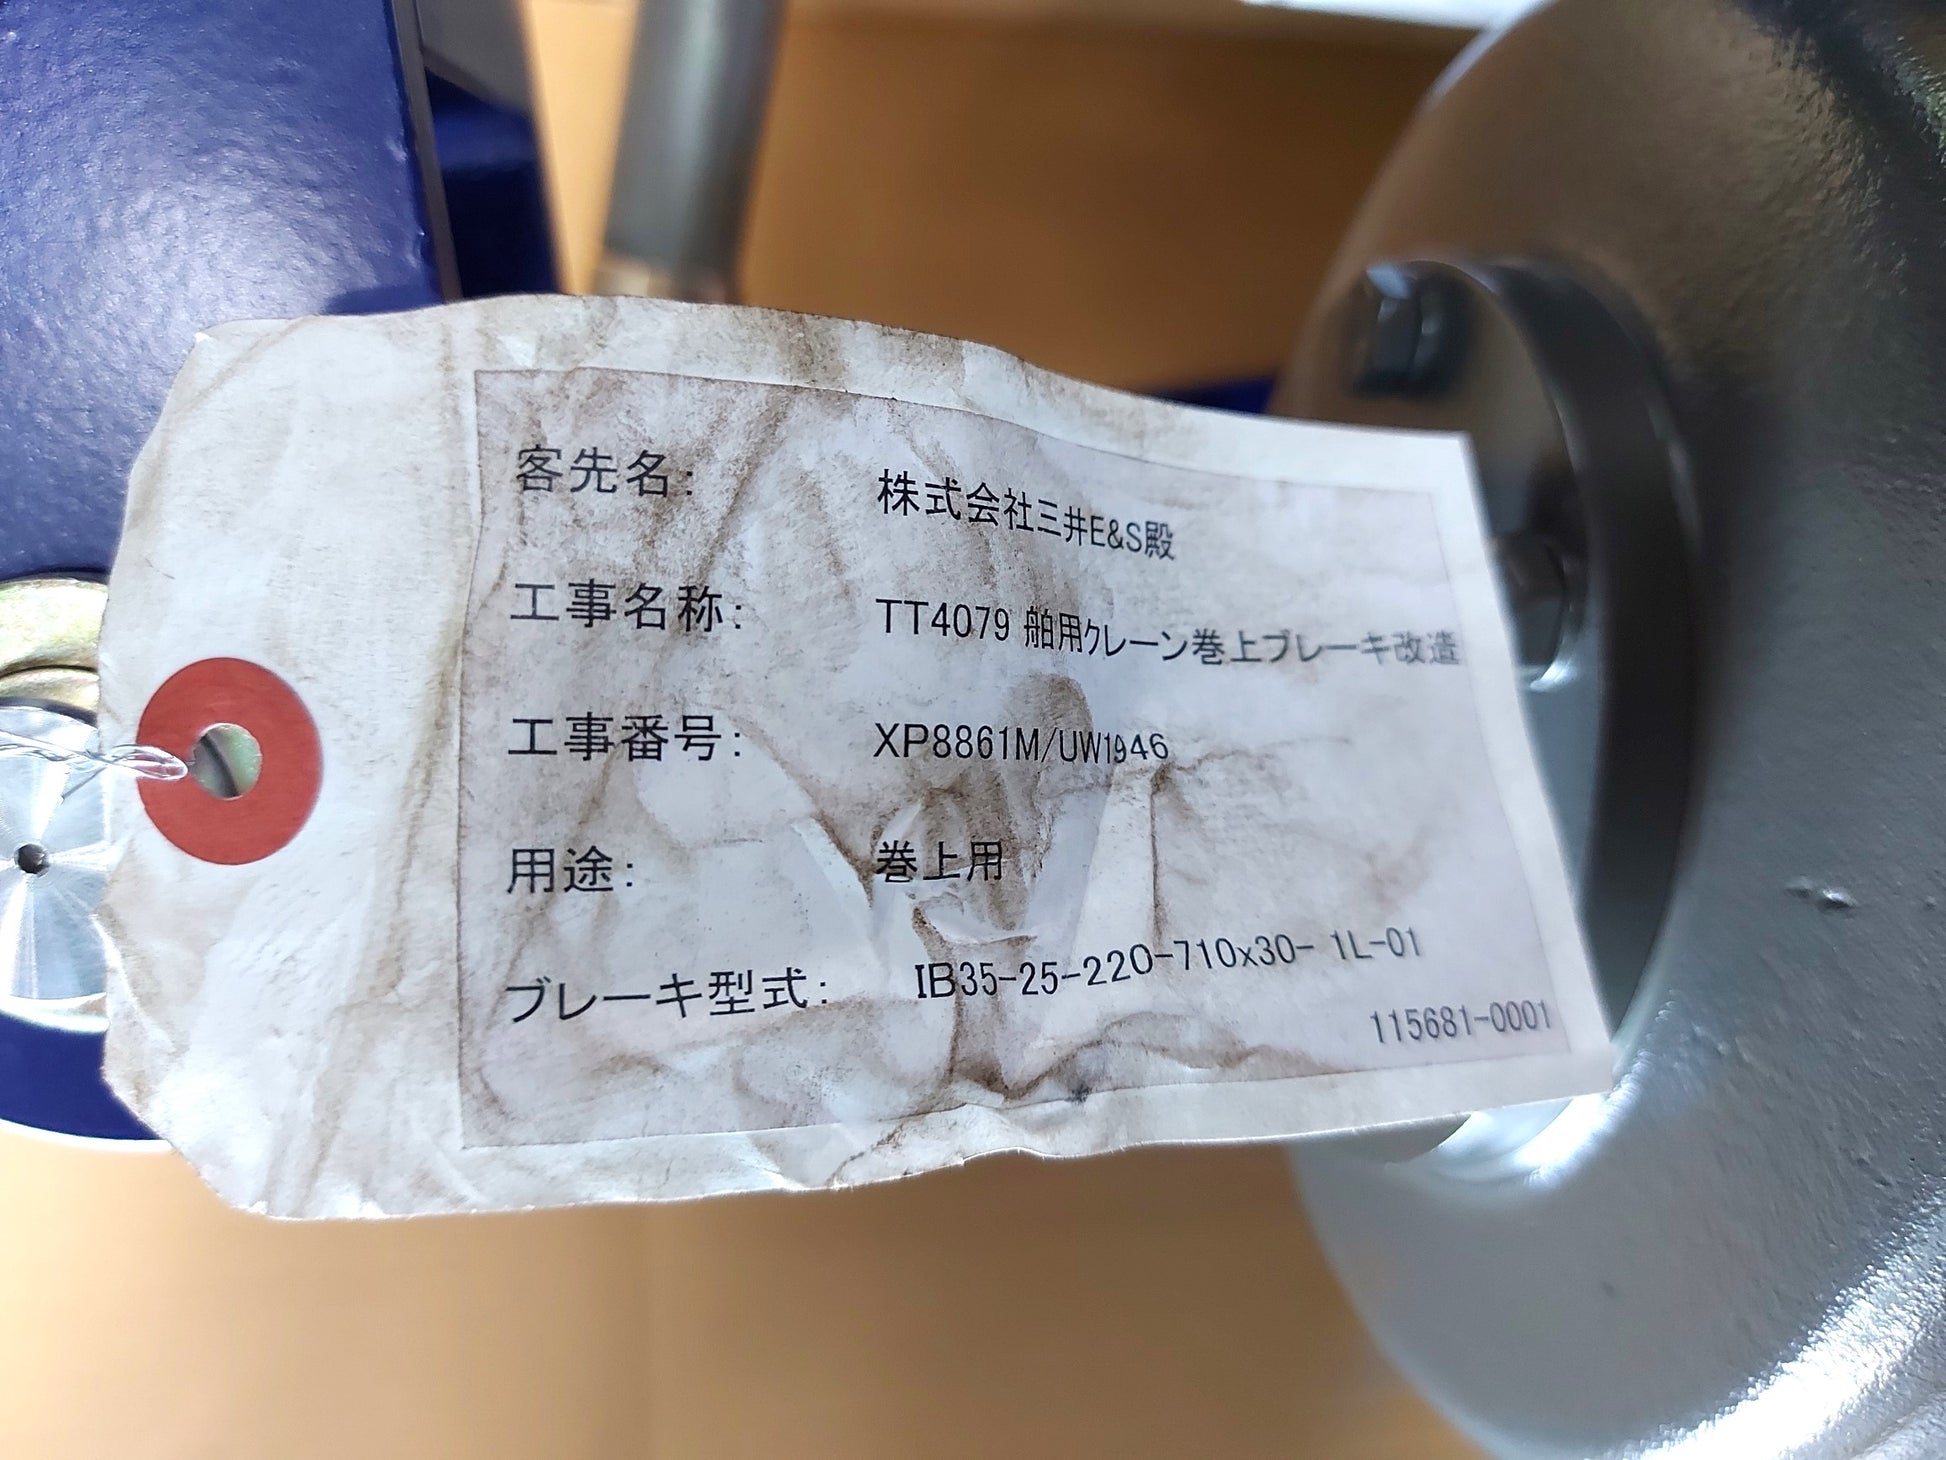 客先名: 株式会社三井E&S殿
工事名称: TT4079 舶用クレーン巻上ブレーキ改造
工事番号: XP8861M/UW1946
用途: 巻上用
ブレーキ型式: IB35-25-220-710x30- 1L-01
115681-0001